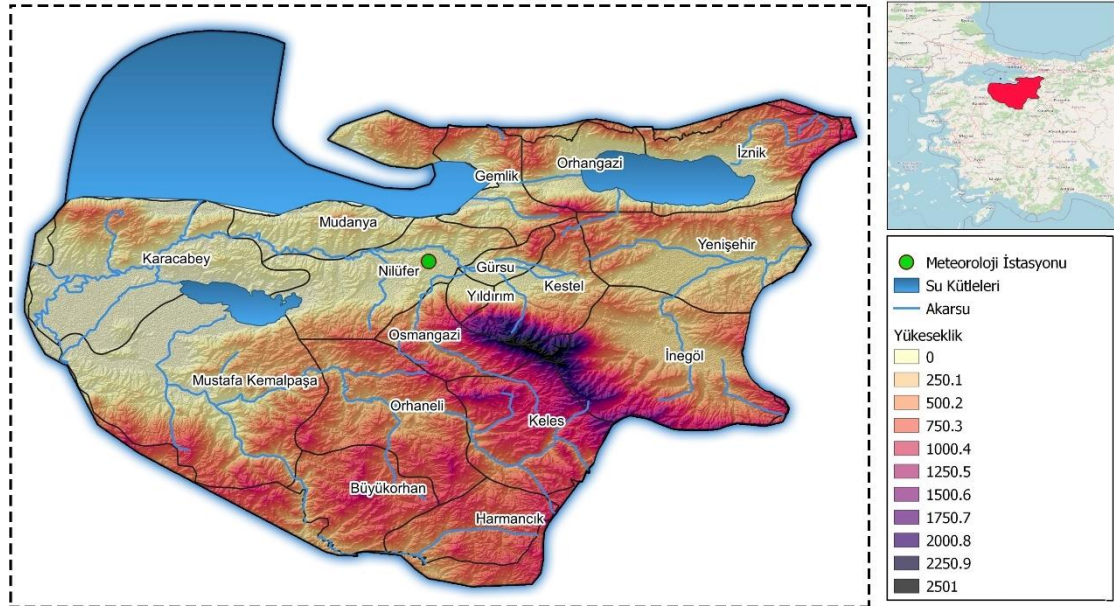 Gemlik
Orhangazi
İznik
Mudanya
Karacabey
Nilüfer
Gürsu
Yenişehir
Kestel
Yıldırım
Osmangazi
İnegöl
Mustafa Kemalpaşa
Orhaneli
Keles
Büyükorhan
Harmancık
Meteoroloji İstasyonu
Su Kütleleri
Akarsu
Yükeseklik
0
250.1
500.2
750.3
1000.4
1250.5
1500.6
1750.7
2000.8
2250.9
2501